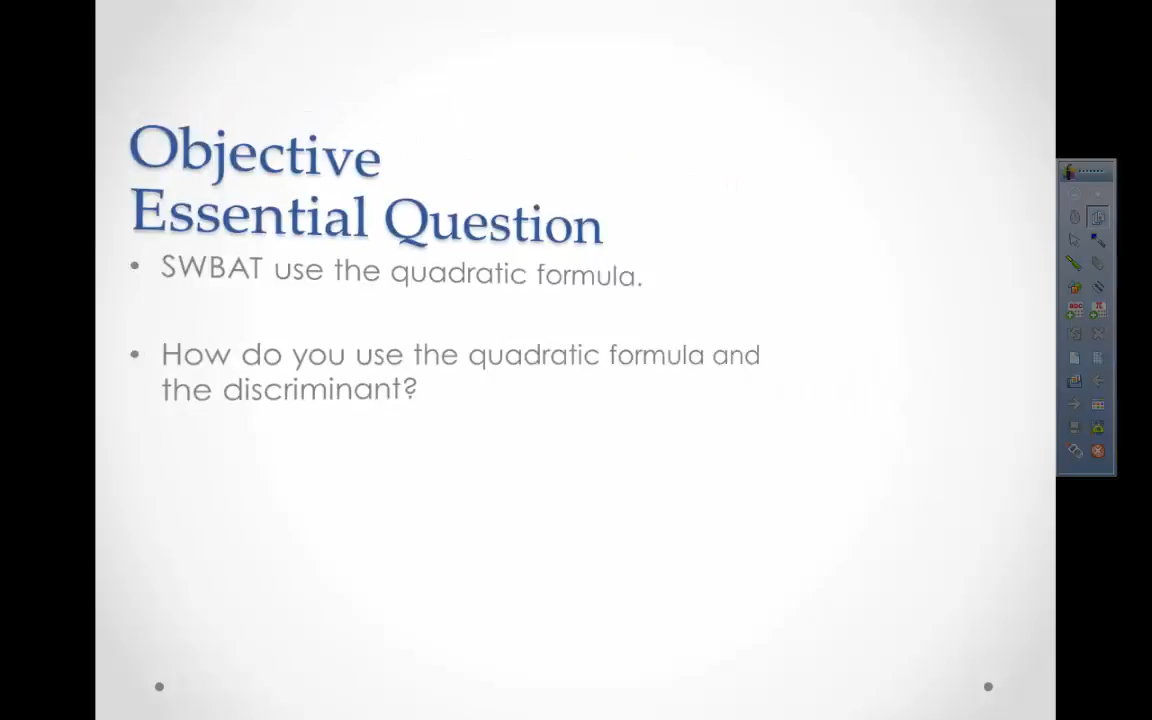 Objective
Essential Question
• SWBAT use the quadratic formula.
• How do you use the quadratic formula and
the discriminant?